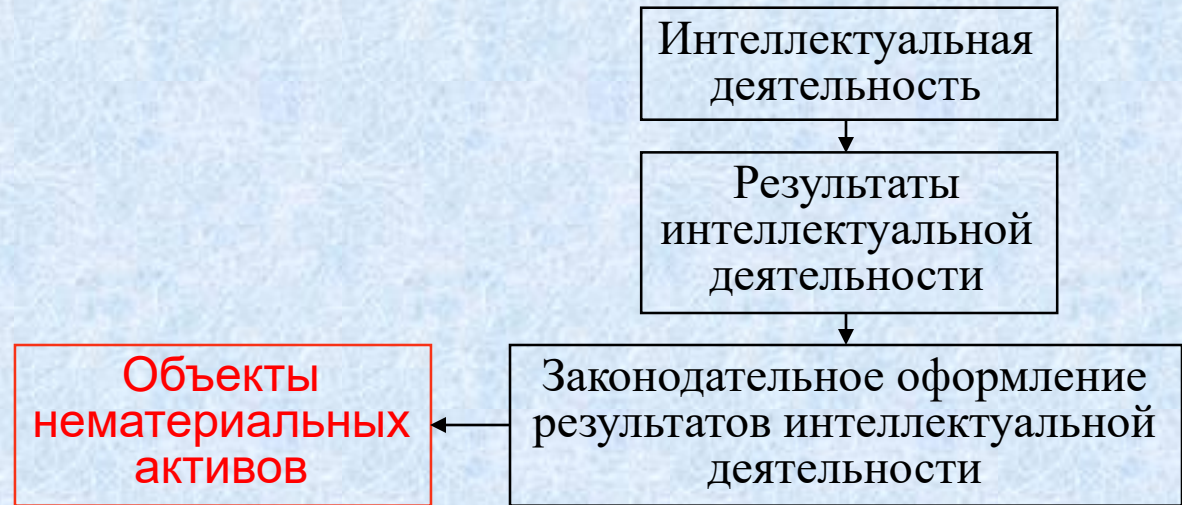 Интеллектуальная
деятельность
Результаты
интеллектуальной
деятельности
Законодательное оформление
результатов интеллектуальной
деятельности
Объекты
нематериальных
активов